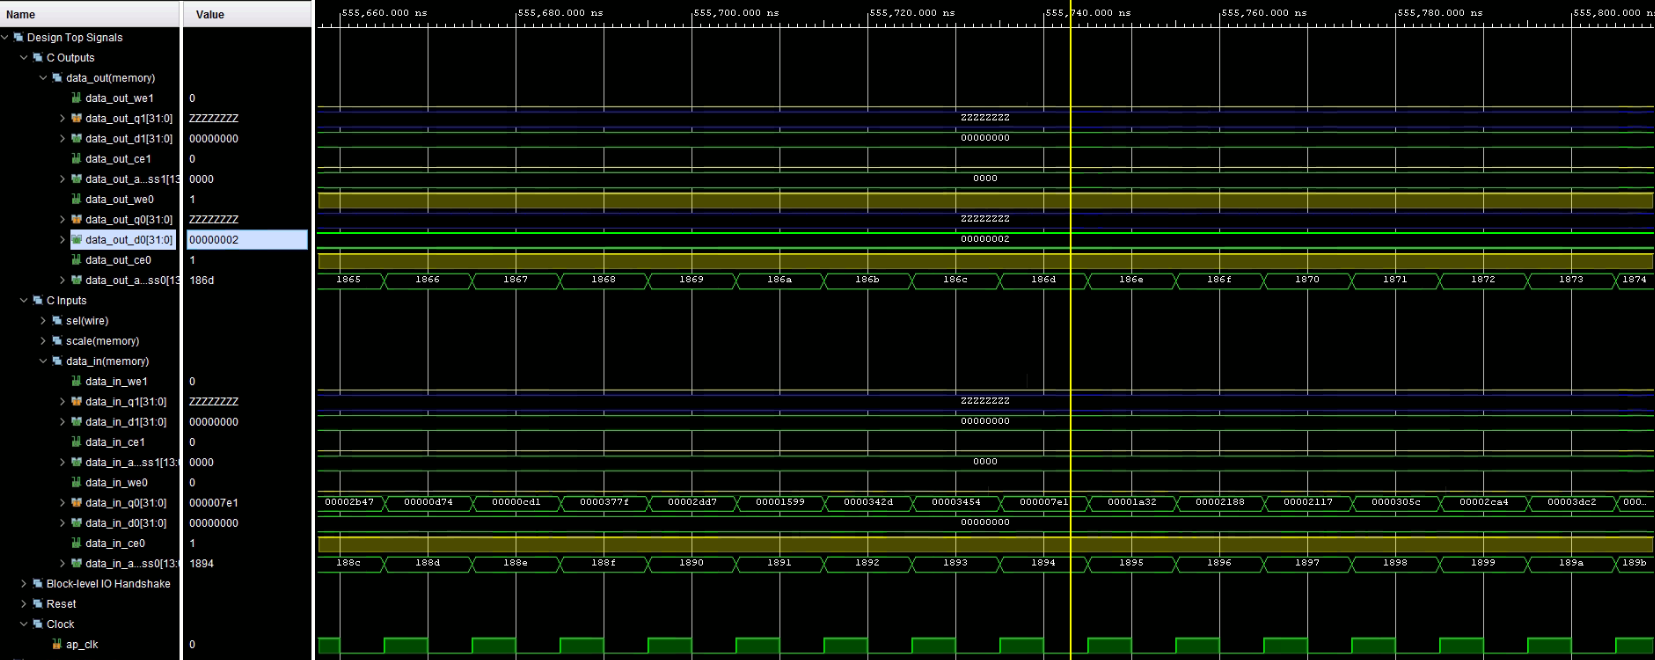 Name Value 555,660.000 ns 555,680.000 ns 555,700.000 ns 555,720.000 ns 555,740.000 ns 555,760.000 ns 555,780.000 ns 555,800.000 ns
Design Top Signals
C Outputs
data_out(memory)
data_out_we1 0
data_out_q1[31:0] ZZZZZZZZ ZZZZZZZZ
data_out_d1[31:0] 00000000 00000000
data_out_ce1 0
data_out_a...ss1[13 0000 0000
data_out_we0 1
data_out_q0[31:0] ZZZZZZZZ ZZZZZZZZ
data_out_d0[31:0] 00000002 00000002
data_out_ce0 1
data_out_a...ss0[13 186d 1865 1866 1867 1868 1869 186a 186b 186c 186d 186e 186f 1870 1871 1872 1873 1874
C Inputs
sel(wire)
scale(memory)
data_in(memory)
data_in_we1 0
data_in_q1[31:0] ZZZZZZZZ ZZZZZZZZ
data_in_d1[31:0] 00000000 00000000
data_in_ce1 0
data_in_a...ss1[13:0 0000 0000
data_in_we0 0
data_in_q0[31:0] 000007e1 00002b47 00000d74 00000cd1 0000377f 00002dd7 00001599 0000342d 00003454 000007e1 00001a32 00002188 00002117 0000305c 00002ca4 00003dc2 000...
data_in_d0[31:0] 00000000 00000000
data_in_ce0 1
data_in_a...ss0[13:0 1894 188c 188d 188e 188f 1890 1891 1892 1893 1894 1895 1896 1897 1898 1899 189a 189b
Block-level IO Handshake
Reset
Clock
ap_clk 0